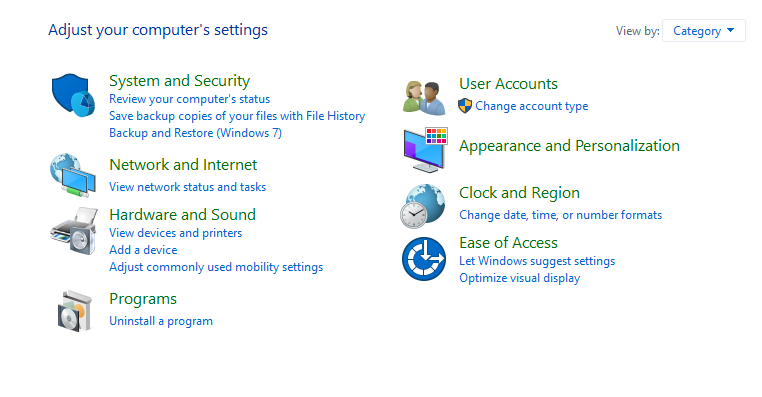 Adjust your computer's settings
View by: Category
System and Security
Review your computer's status
Save backup copies of your files with File History
Backup and Restore (Windows 7)
Network and Internet
View network status and tasks
Hardware and Sound
View devices and printers
Add a device
Adjust commonly used mobility settings
Programs
Uninstall a program
User Accounts
Change account type
Appearance and Personalization
Clock and Region
Change date, time, or number formats
Ease of Access
Let Windows suggest settings
Optimize visual display